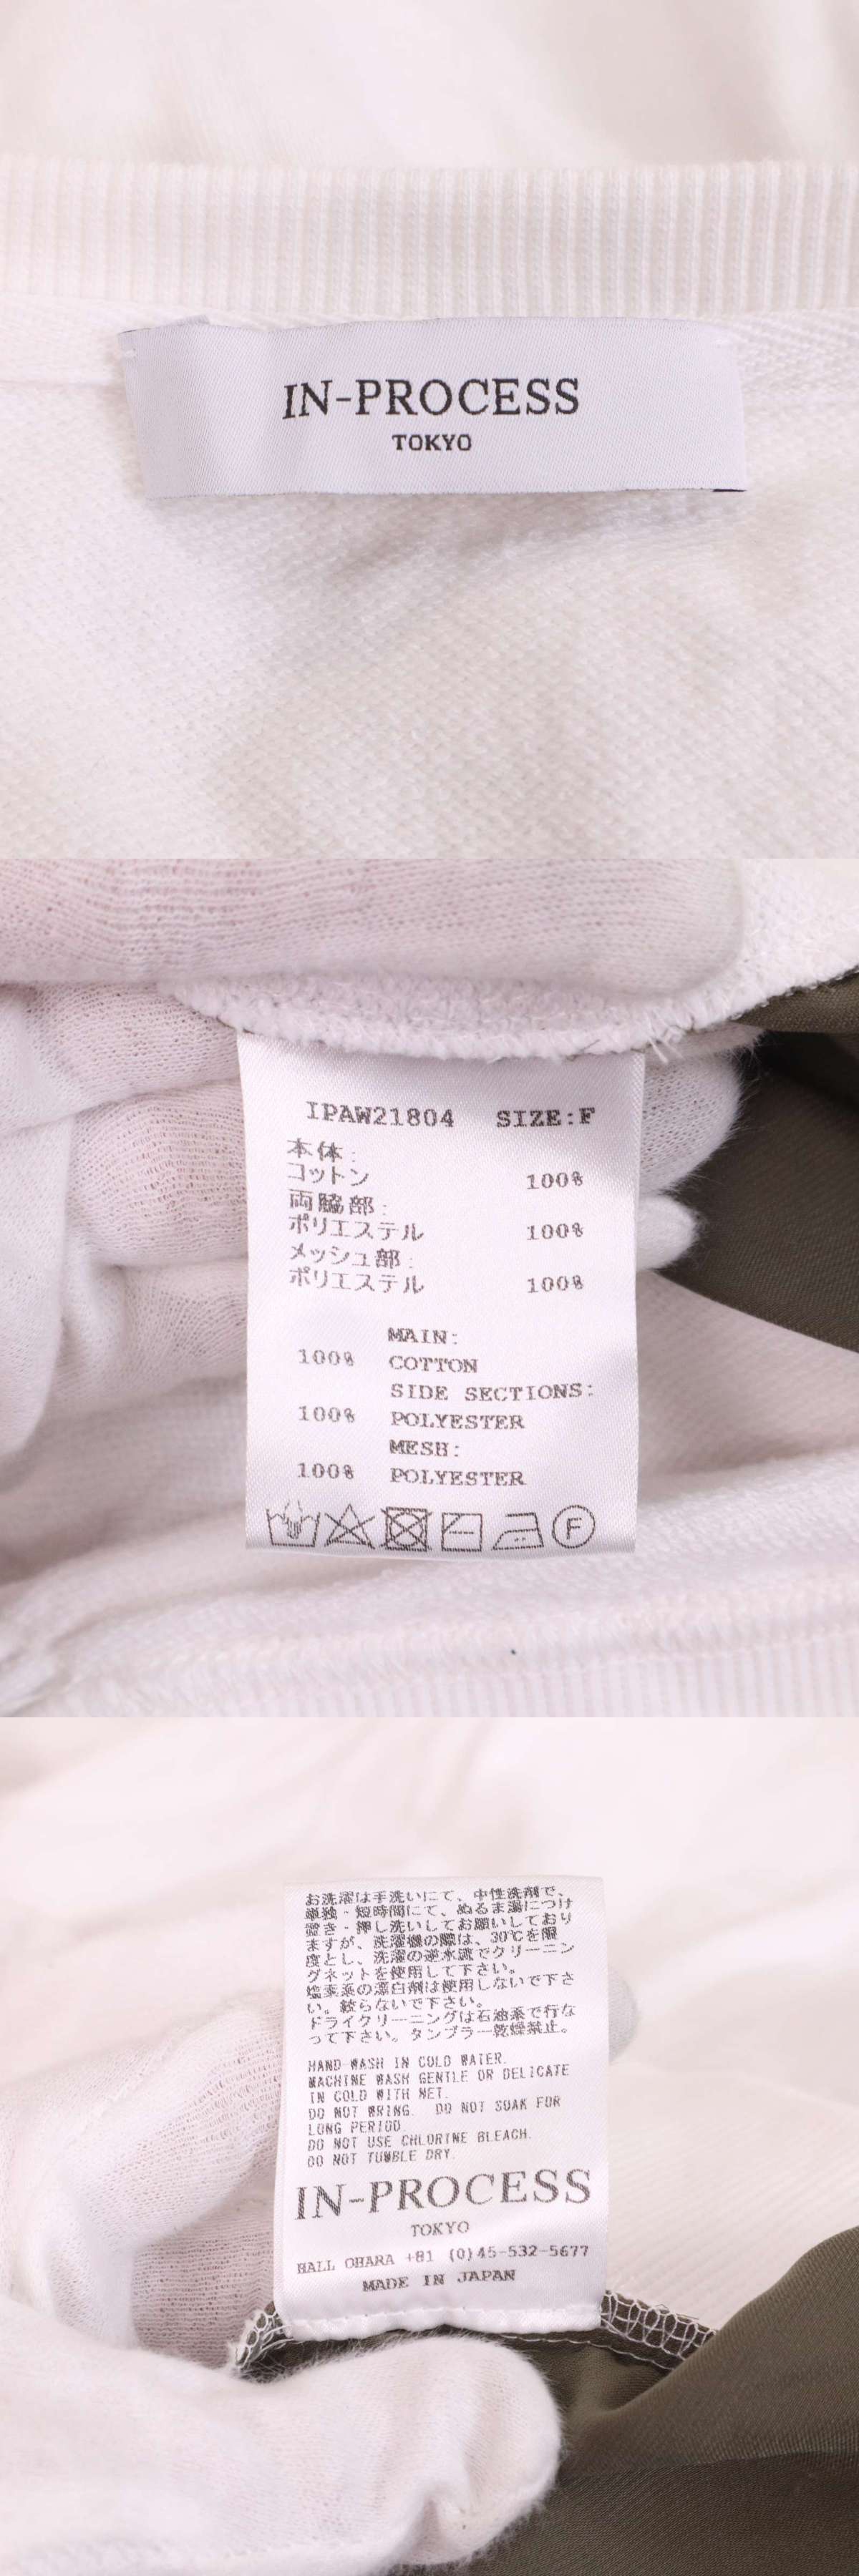 IN-PROCESS
TOKYO
IPAW21804 SIZE:F
本体:
コットン 100%
両脇部:
ポリエステル 100%
メッシュ部:
ポリエステル 100%
MAIN:
100% COTTON
SIDE SECTIONS:
100% POLYESTER
MESH:
100% POLYESTER
F
お洗濯は手洗いにて、中性洗剤で、
単独・短時間にて、ぬるま湯につけ
置き・押し洗いしてお願いしており
ますが、洗濯機の際は、30℃を限
度とし、洗濯の逆水流でクリーニン
グネットを使用して下さい。
塩素系の漂白剤は使用しないで下さ
い。絞らないで下さい。
ドライクリーニングは石油系で行な
って下さい。タンブラー乾燥禁止。
HAND WASH IN COLD WATER.
MACHINE WASH GENTLE OR DELICATE
IN COLD WITH NET.
DO NOT WRING. DO NOT SOAK FOR
LONG PERIOD.
DO NOT USE CHLORINE BLEACH.
DO NOT TUMBLE DRY.
IN-PROCESS
TOKYO
HALL OHARA +81 (0)45-532-5677
MADE IN JAPAN